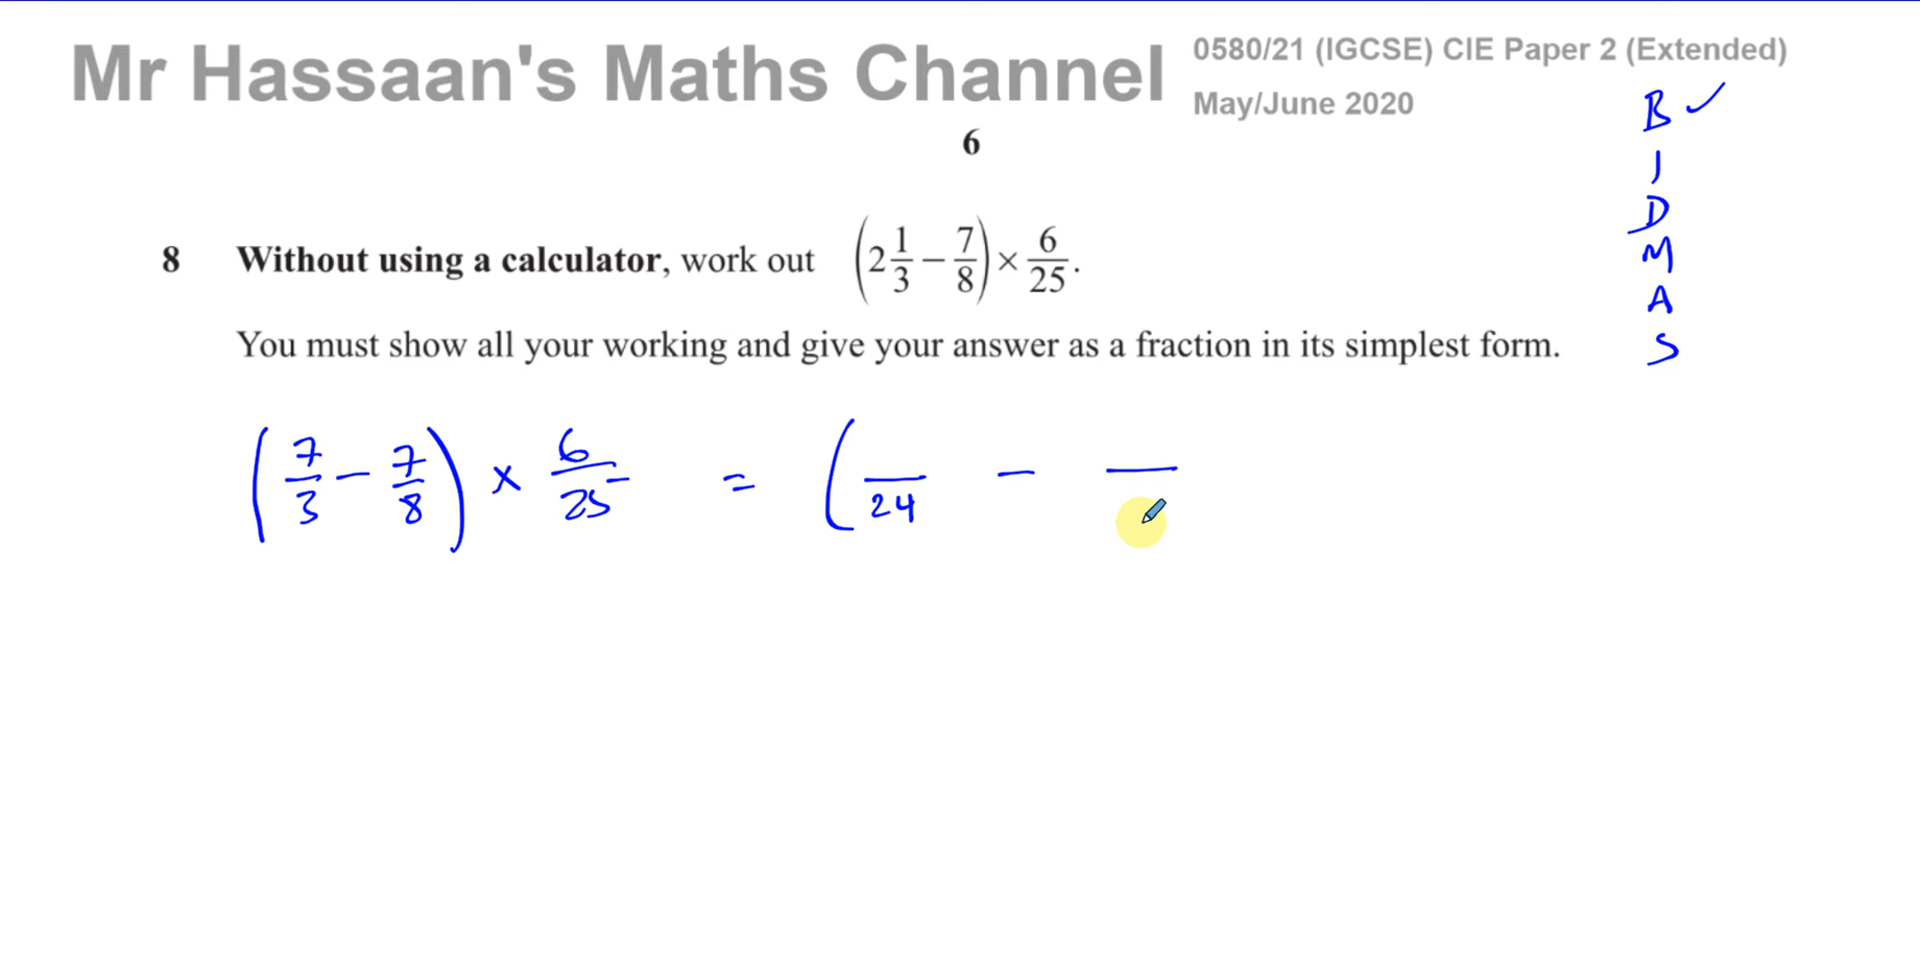 Mr Hassaan's Maths Channel
0580/21 (IGCSE) CIE Paper 2 (Extended)
May/June 2020
6
B ✓
I
D
M
A
S
8 Without using a calculator, work out (2 1/3 − 7/8) × 6/25.
You must show all your working and give your answer as a fraction in its simplest form.
(7/3 − 7/8) × 6/25 = ( /24 − /